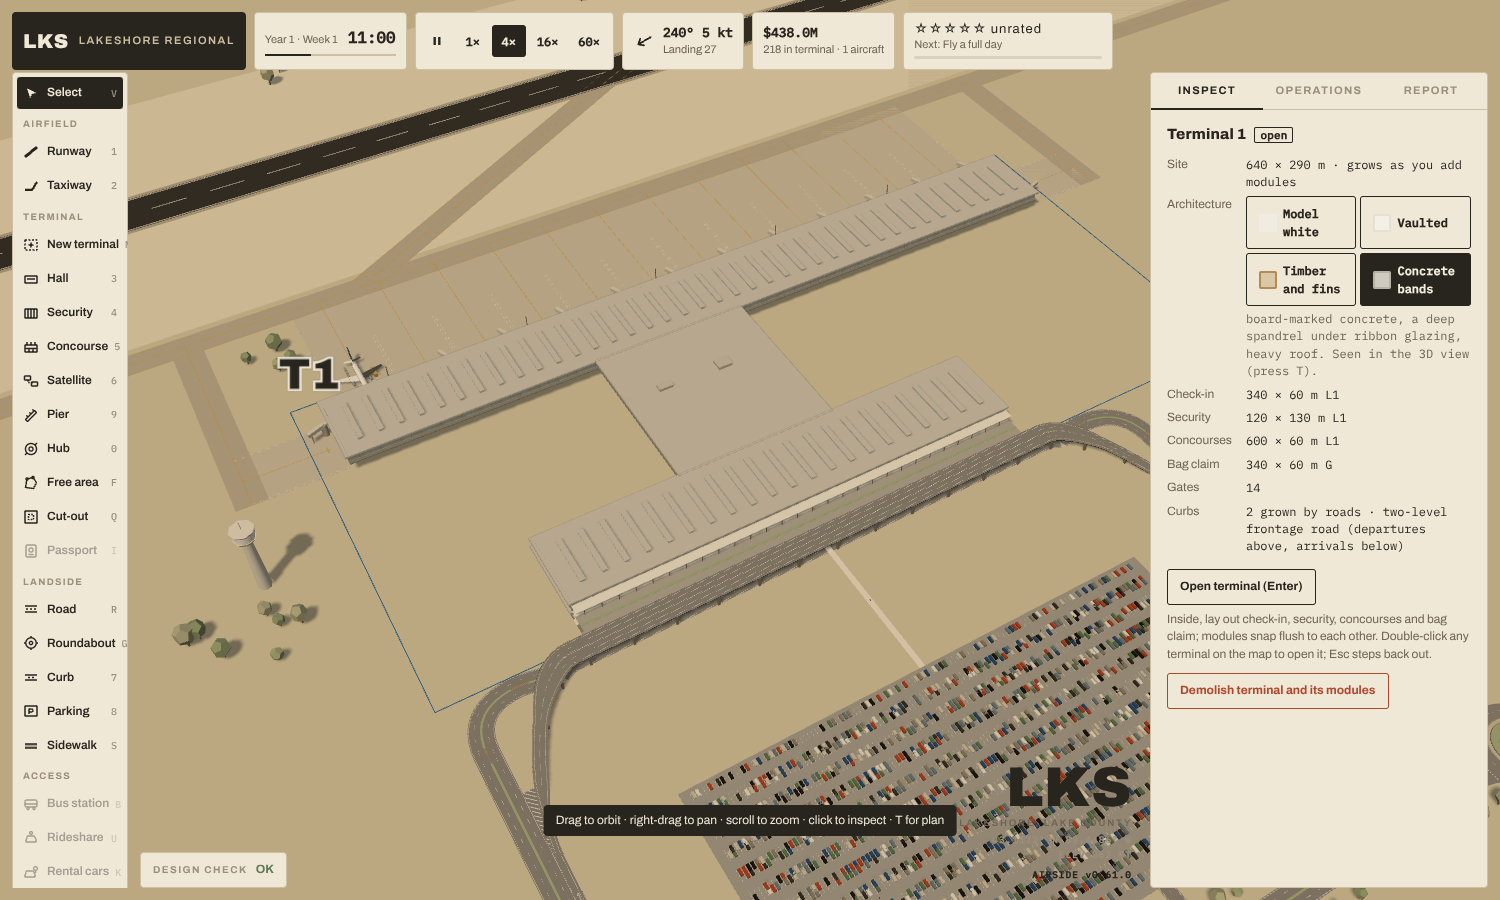 LKS LAKESHORE REGIONAL
Year 1 · Week 1 11:00
1× 4× 16× 60×
240° 5 kt
Landing 27
$438.0M
218 in terminal · 1 aircraft
☆☆☆☆☆ unrated
Next: Fly a full day
Select V
AIRFIELD
Runway 1
Taxiway 2
TERMINAL
New terminal
Hall 3
Security 4
Concourse 5
Satellite 6
Pier 9
Hub 0
Free area F
Cut-out Q
Passport I
LANDSIDE
Road R
Roundabout G
Curb 7
Parking 8
Sidewalk S
ACCESS
Bus station B
Rideshare U
Rental cars K
T1
INSPECT OPERATIONS REPORT
Terminal 1 open
Site 640 × 290 m · grows as you add
modules
Architecture
Model
white
Vaulted
Timber
and fins
Concrete
bands
board-marked concrete, a deep
spandrel under ribbon glazing,
heavy roof. Seen in the 3D view
(press T).
Check-in 340 × 60 m L1
Security 120 × 130 m L1
Concourses 600 × 60 m L1
Bag claim 340 × 60 m G
Gates 14
Curbs 2 grown by roads · two-level
frontage road (departures
above, arrivals below)
Open terminal (Enter)
Inside, lay out check-in, security, concourses and bag
claim; modules snap flush to each other. Double-click any
terminal on the map to open it; Esc steps back out.
Demolish terminal and its modules
LKS
Drag to orbit · right-drag to pan · scroll to zoom · click to inspect · T for plan
DESIGN CHECK OK